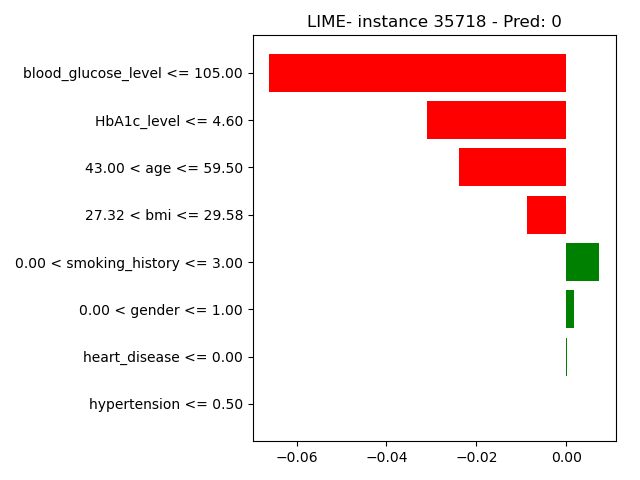 LIME- instance 35718 - Pred: 0
blood_glucose_level <= 105.00
HbA1c_level <= 4.60
43.00 < age <= 59.50
27.32 < bmi <= 29.58
0.00 < smoking_history <= 3.00
0.00 < gender <= 1.00
heart_disease <= 0.00
hypertension <= 0.50
−0.06 −0.04 −0.02 0.00